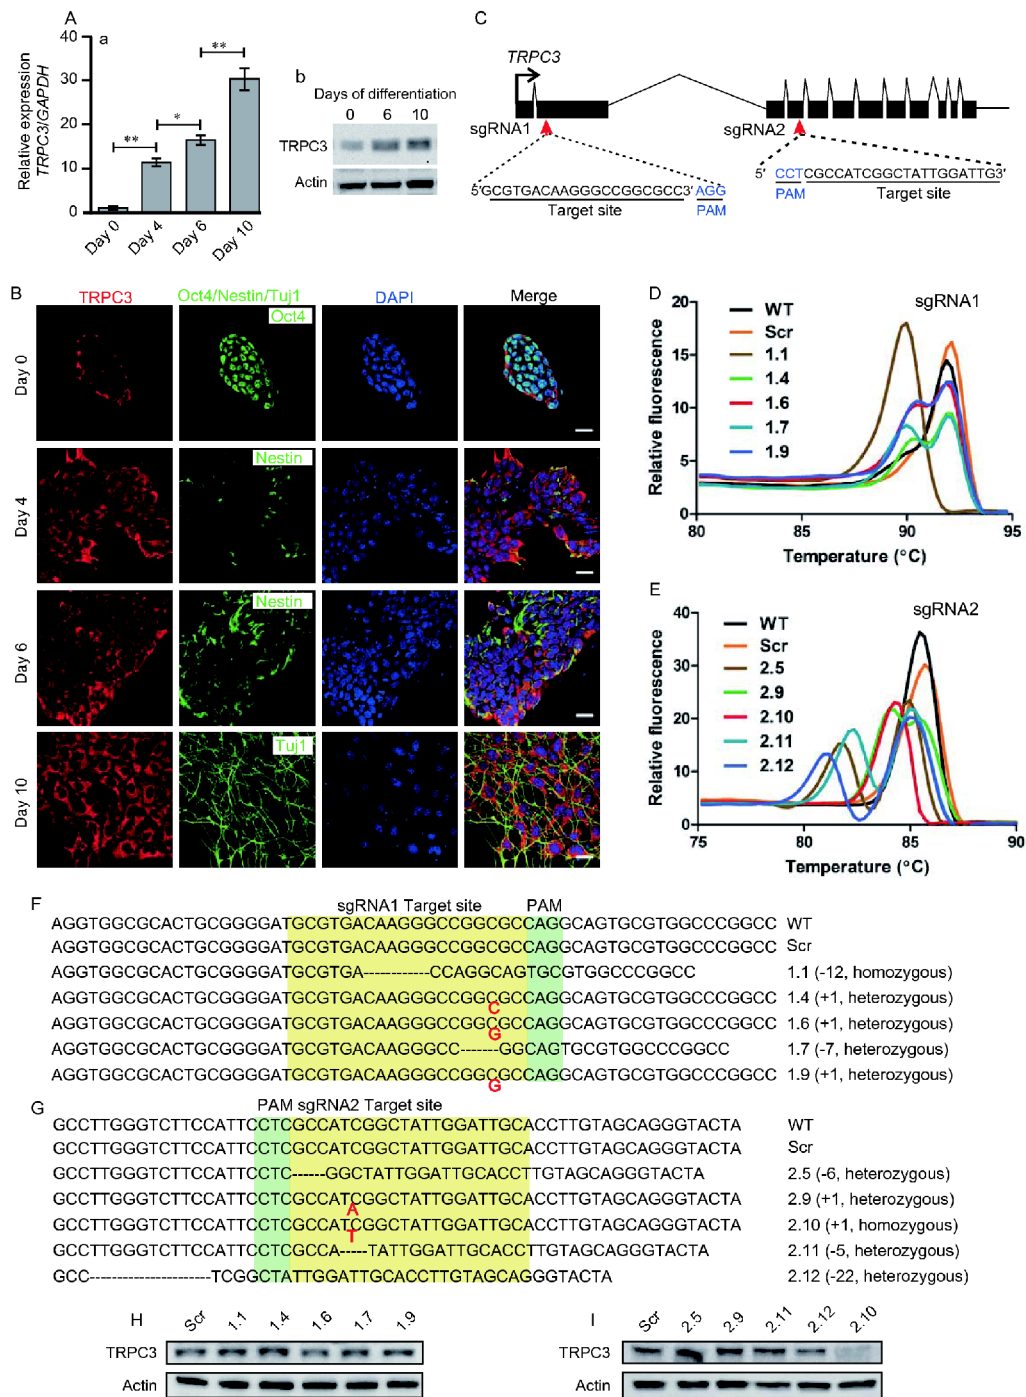 A
a
Relative expression
TRPC3/GAPDH
40
30
20
10
0
**
*
**
Day 0
Day 4
Day 6
Day 10
b
Days of differentiation
0 6 10
TRPC3
Actin
C
TRPC3
sgRNA1
sgRNA2
5'GCGTGACAAGGGCCGGCGCC3' AGG
Target site PAM
5' CCTCGCCATCGGCTATTGGATTG3'
PAM Target site
B
TRPC3 Oct4/Nestin/Tuj1 DAPI Merge
Day 0
Oct4
Day 4
Nestin
Day 6
Nestin
Day 10
Tuj1
D
sgRNA1
Relative fluorescence
20
15
10
5
0
WT
Scr
1.1
1.4
1.6
1.7
1.9
80 85 90 95
Temperature (°C)
E
sgRNA2
Relative fluorescence
40
30
20
10
0
WT
Scr
2.5
2.9
2.10
2.11
2.12
75 80 85 90
Temperature (°C)
F
sgRNA1 Target site PAM
AGGTGGCGCACTGCGGGGATGCGTGACAAGGGCCGGCGCCCAGGCAGTGCGTGGCCCGGCC WT
AGGTGGCGCACTGCGGGGATGCGTGACAAGGGCCGGCGCCCAGGCAGTGCGTGGCCCGGCC Scr
AGGTGGCGCACTGCGGGGATGCGTGA------------CCAGGCAGTGCGTGGCCCGGCC 1.1 (-12, homozygous)
AGGTGGCGCACTGCGGGGATGCGTGACAAGGGCCGGCGCCCAGGCAGTGCGTGGCCCGGCC 1.4 (+1, heterozygous)
C
AGGTGGCGCACTGCGGGGATGCGTGACAAGGGCCGGCGCCCAGGCAGTGCGTGGCCCGGCC 1.6 (+1, heterozygous)
G
AGGTGGCGCACTGCGGGGATGCGTGACAAGGGCC-------GGCAGTGCGTGGCCCGGCC 1.7 (-7, heterozygous)
AGGTGGCGCACTGCGGGGATGCGTGACAAGGGCCGGCGCCCAGGCAGTGCGTGGCCCGGCC 1.9 (+1, heterozygous)
G
G
PAM sgRNA2 Target site
GCCTTGGGTCTTCCATTCCTCGCCATCGGCTATTGGATTGCACCTTGTAGCAGGGTACTA WT
GCCTTGGGTCTTCCATTCCTCGCCATCGGCTATTGGATTGCACCTTGTAGCAGGGTACTA Scr
GCCTTGGGTCTTCCATTCCTC------GGCTATTGGATTGCACCTTGTAGCAGGGTACTA 2.5 (-6, heterozygous)
GCCTTGGGTCTTCCATTCCTCGCCATCGGCTATTGGATTGCACCTTGTAGCAGGGTACTA 2.9 (+1, heterozygous)
A
GCCTTGGGTCTTCCATTCCTCGCCATCGGCTATTGGATTGCACCTTGTAGCAGGGTACTA 2.10 (+1, homozygous)
T
GCCTTGGGTCTTCCATTCCTCGCCA-----TATTGGATTGCACCTTGTAGCAGGGTACTA 2.11 (-5, heterozygous)
GCC----------------------TCGGCTATTGGATTGCACCTTGTAGCAGGGTACTA 2.12 (-22, heterozygous)
H
Scr 1.1 1.4 1.6 1.7 1.9
TRPC3
Actin
I
Scr 2.5 2.9 2.11 2.12 2.10
TRPC3
Actin